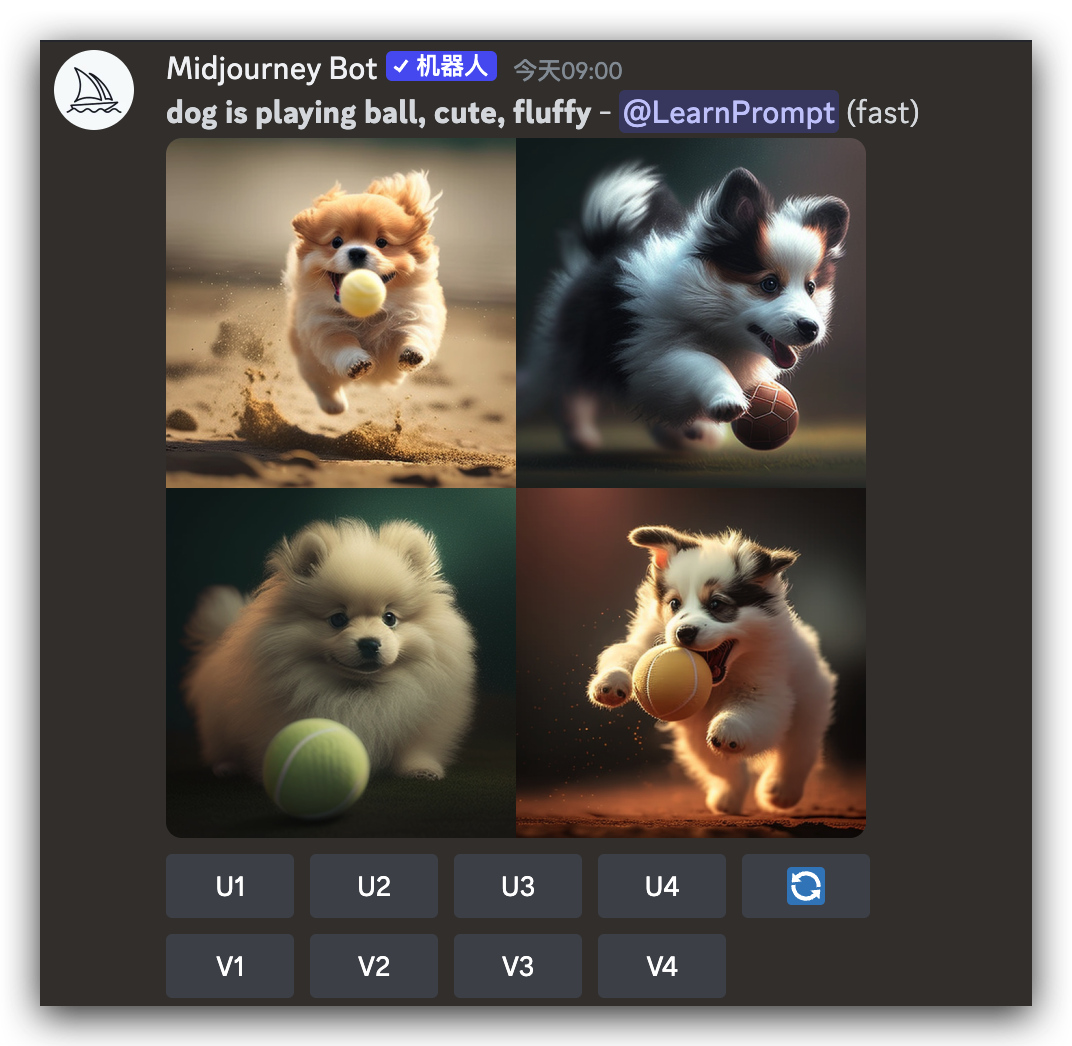 Midjourney Bot ✓ 机器人 今天09:00
dog is playing ball, cute, fluffy - @LearnPrompt (fast)
U1 U2 U3 U4
V1 V2 V3 V4